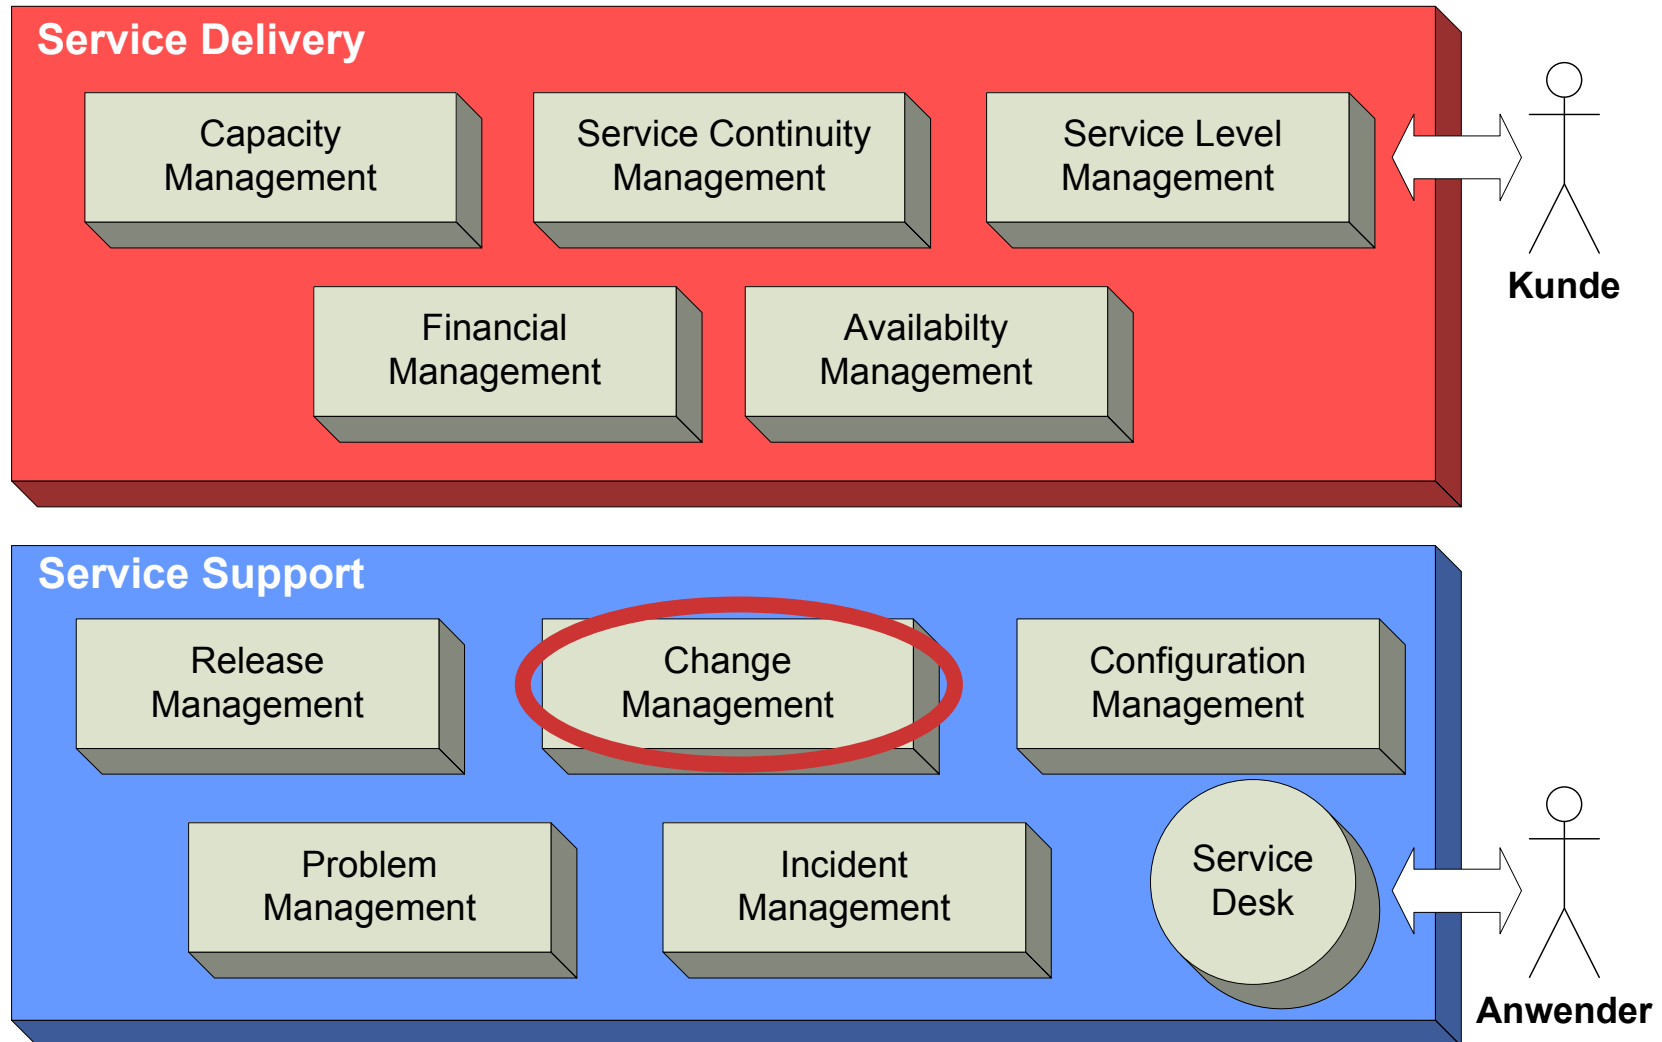 Service Delivery
Capacity
Management
Service Continuity
Management
Service Level
Management
Kunde
Financial
Management
Availabilty
Management
Service Support
Release
Management
Change
Management
Configuration
Management
Problem
Management
Incident
Management
Service
Desk
Anwender